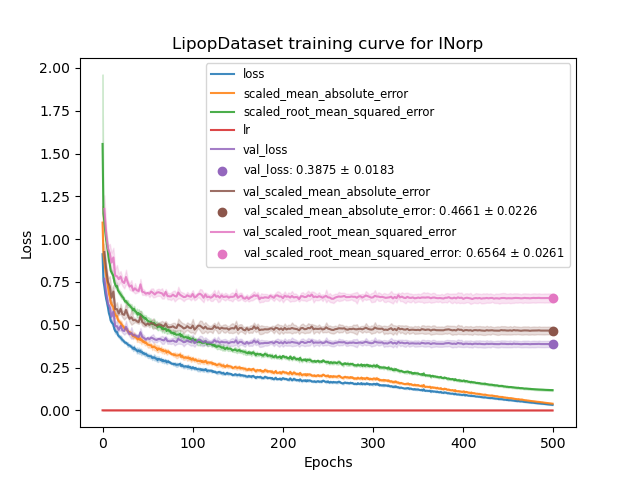 LipopDataset training curve for INorp
loss
scaled_mean_absolute_error
scaled_root_mean_squared_error
lr
val_loss
val_loss: 0.3875 ± 0.0183
val_scaled_mean_absolute_error
val_scaled_mean_absolute_error: 0.4661 ± 0.0226
val_scaled_root_mean_squared_error
val_scaled_root_mean_squared_error: 0.6564 ± 0.0261
Loss
2.00
1.75
1.50
1.25
1.00
0.75
0.50
0.25
0.00
0 100 200 300 400 500
Epochs